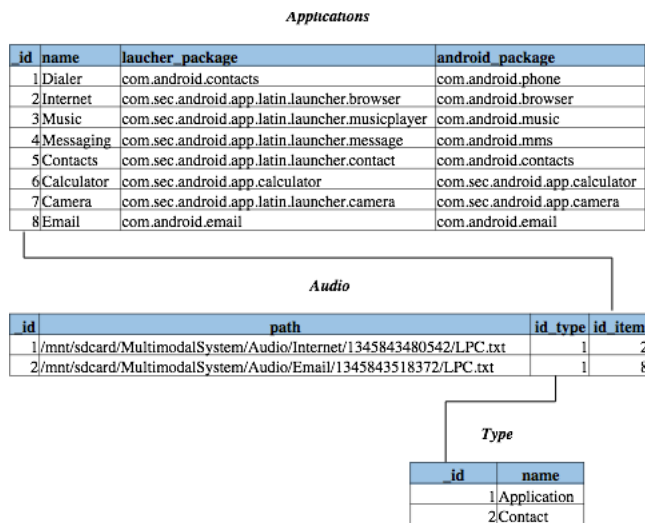 Applications
_id name laucher_package android_package
1 Dialer com.android.contacts com.android.phone
2 Internet com.sec.android.app.latin.launcher.browser com.android.browser
3 Music com.sec.android.app.latin.launcher.musicplayer com.android.music
4 Messaging com.sec.android.app.latin.launcher.message com.android.mms
5 Contacts com.sec.android.app.latin.launcher.contact com.android.contacts
6 Calculator com.sec.android.app.calculator com.sec.android.app.calculator
7 Camera com.sec.android.app.latin.launcher.camera com.sec.android.app.camera
8 Email com.android.email com.android.email
Audio
_id path id_type id_item
1 /mnt/sdcard/MultimodalSystem/Audio/Internet/1345843480542/LPC.txt 1 2
2 /mnt/sdcard/MultimodalSystem/Audio/Email/1345843518372/LPC.txt 1 8
Type
_id name
1 Application
2 Contact